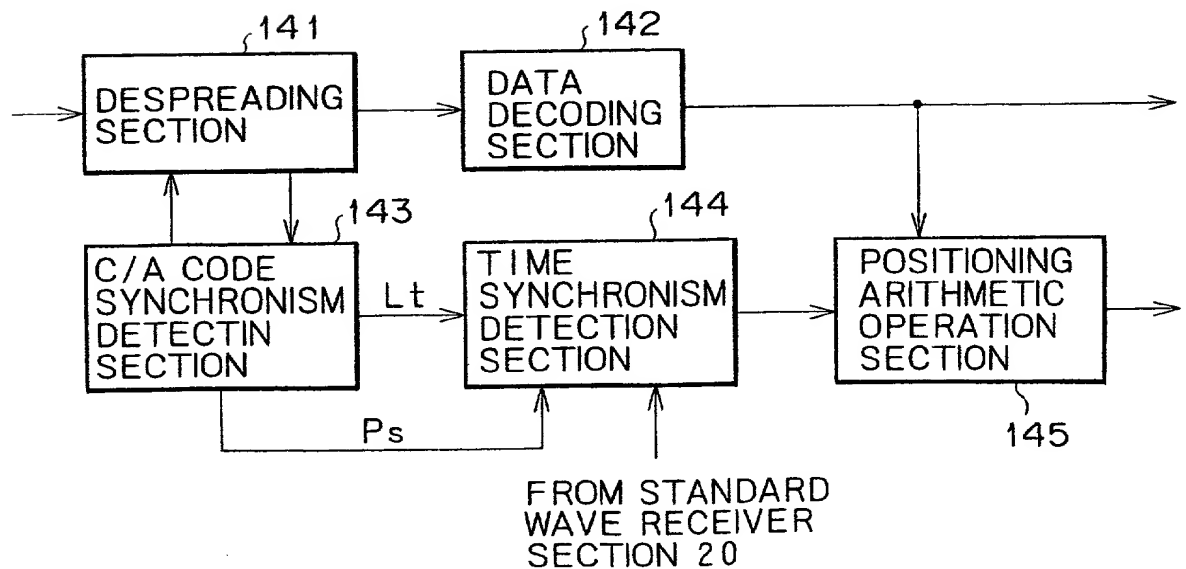 141
142
DESPREADING
SECTION
DATA
DECODING
SECTION
143
144
C/A CODE
SYNCHRONISM
DETECTIN
SECTION
Lt
TIME
SYNCHRONISM
DETECTION
SECTION
POSITIONING
ARITHMETIC
OPERATION
SECTION
Ps
145
FROM STANDARD
WAVE RECEIVER
SECTION 20